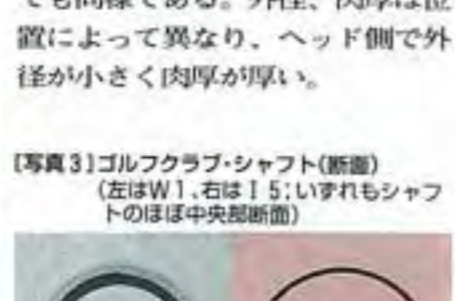 でも同様である。外径、肉厚は位
置によって異なり、ヘッド側で外
径が小さく肉厚が厚い。
[写真3]ゴルフクラブ・シャフト(断面)
(左はW1、右はI5;いずれもシャフ
トのほぼ中央部断面)